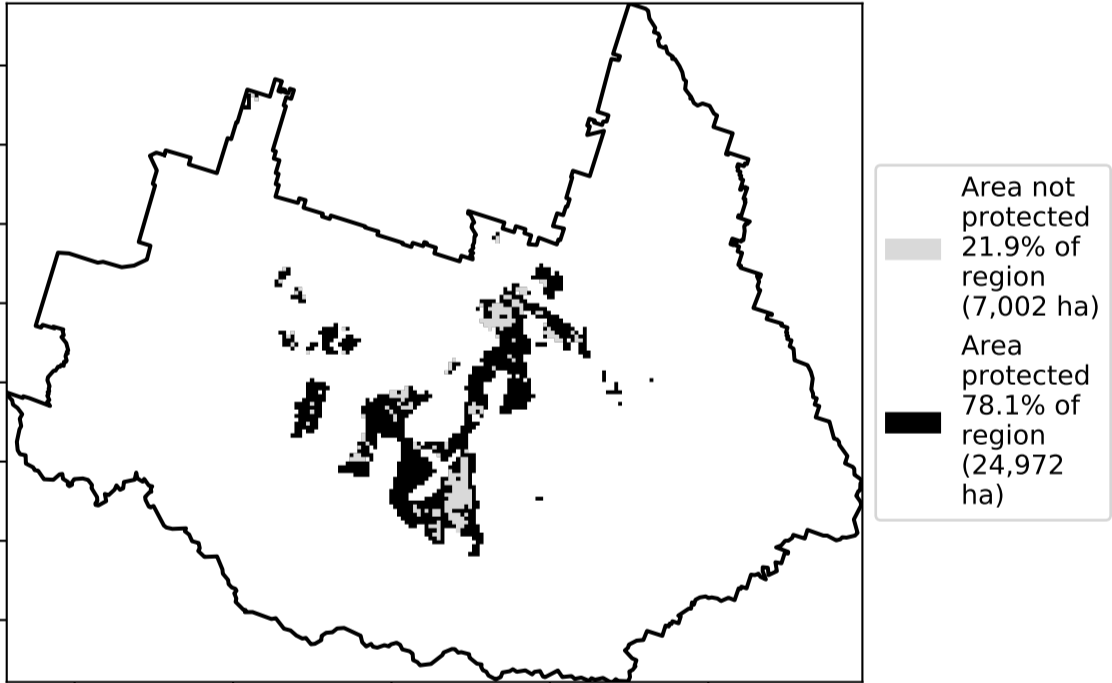 Area not
protected
21.9% of
region
(7,002 ha)
Area
protected
78.1% of
region
(24,972
ha)